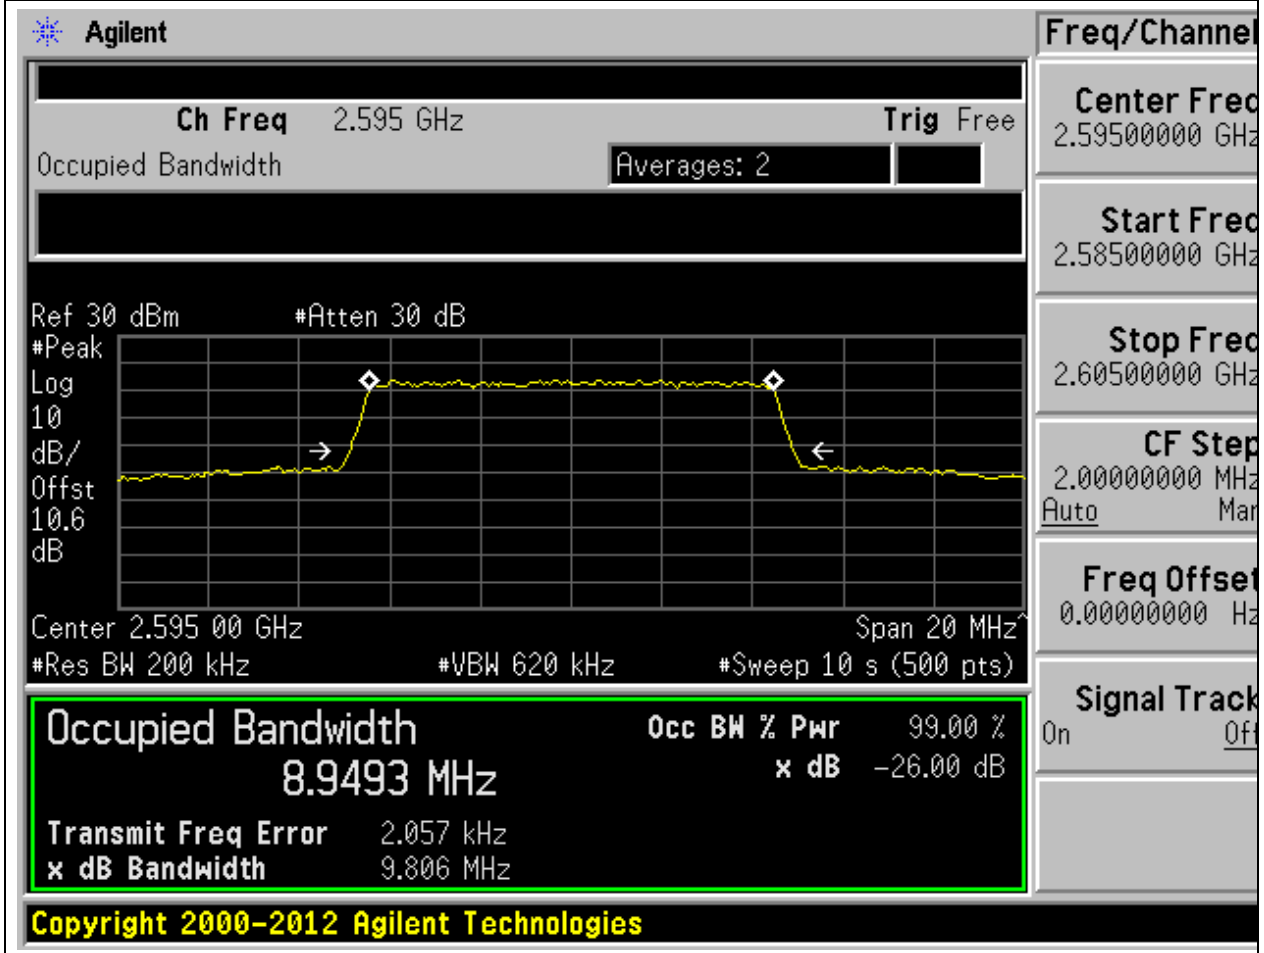 Agilent
Freq/Channel
Ch Freq 2.595 GHz Trig Free
Occupied Bandwidth Averages: 2
Center Freq
2.59500000 GHz
Start Freq
2.58500000 GHz
Stop Freq
2.60500000 GHz
CF Step
2.00000000 MHz
Auto Man
Freq Offset
0.00000000 Hz
Signal Track
On Off
Ref 30 dBm #Atten 30 dB
#Peak
Log
10
dB/
Offst
10.6
dB
Center 2.595 00 GHz Span 20 MHz^
#Res BW 200 kHz #VBW 620 kHz #Sweep 10 s (500 pts)
Occupied Bandwidth Occ BW % Pwr 99.00 %
8.9493 MHz x dB -26.00 dB
Transmit Freq Error 2.057 kHz
x dB Bandwidth 9.806 MHz
Copyright 2000-2012 Agilent Technologies